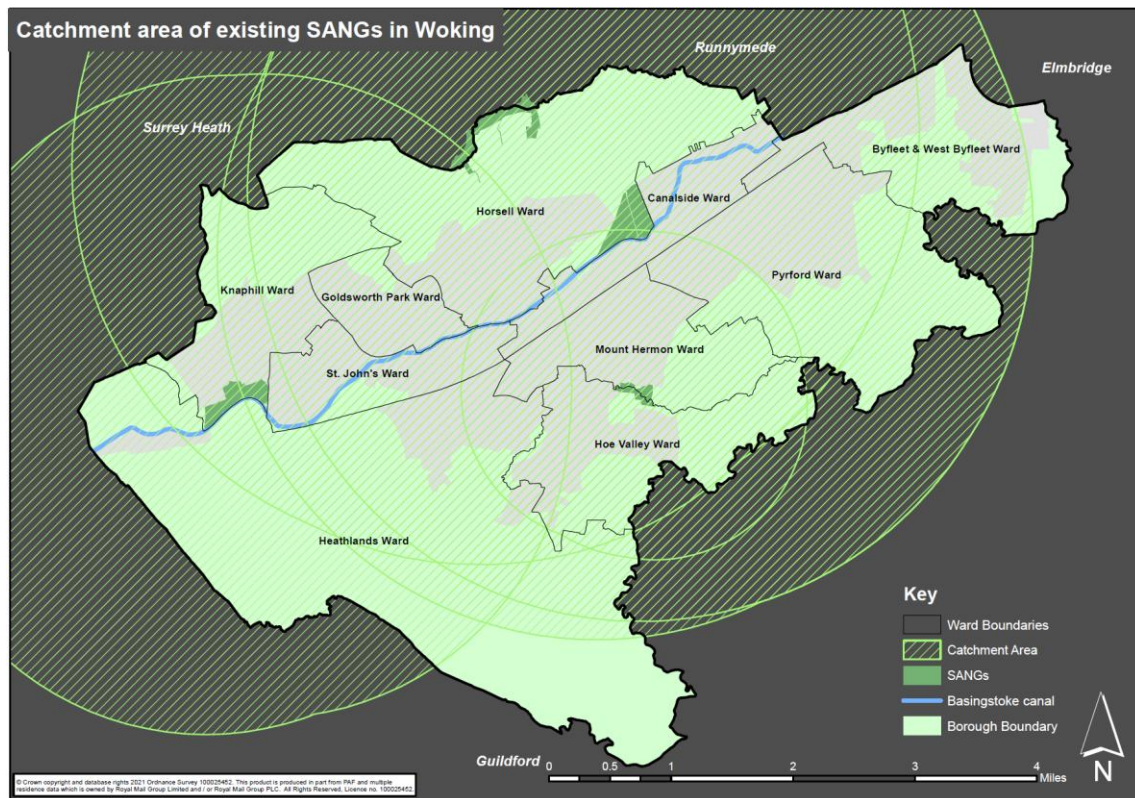 Catchment area of existing SANGs in Woking
Runnymede
Elmbridge
Surrey Heath
Byfleet & West Byfleet Ward
Canalside Ward
Horsell Ward
Pyrford Ward
Knaphill Ward
Goldsworth Park Ward
Mount Hermon Ward
St. John's Ward
Hoe Valley Ward
Heathlands Ward
Key
Ward Boundaries
Catchment Area
SANGs
Basingstoke canal
Borough Boundary
N
Guildford
0 0.5 1 2 3 4
Miles
© Crown copyright and database rights 2021 Ordnance Survey 100025452. This product is produced in part from PAF and multiple
residence data which is owned by Royal Mail Group Limited and / or Royal Mail Group PLC. All Rights Reserved, Licence no. 100025452.